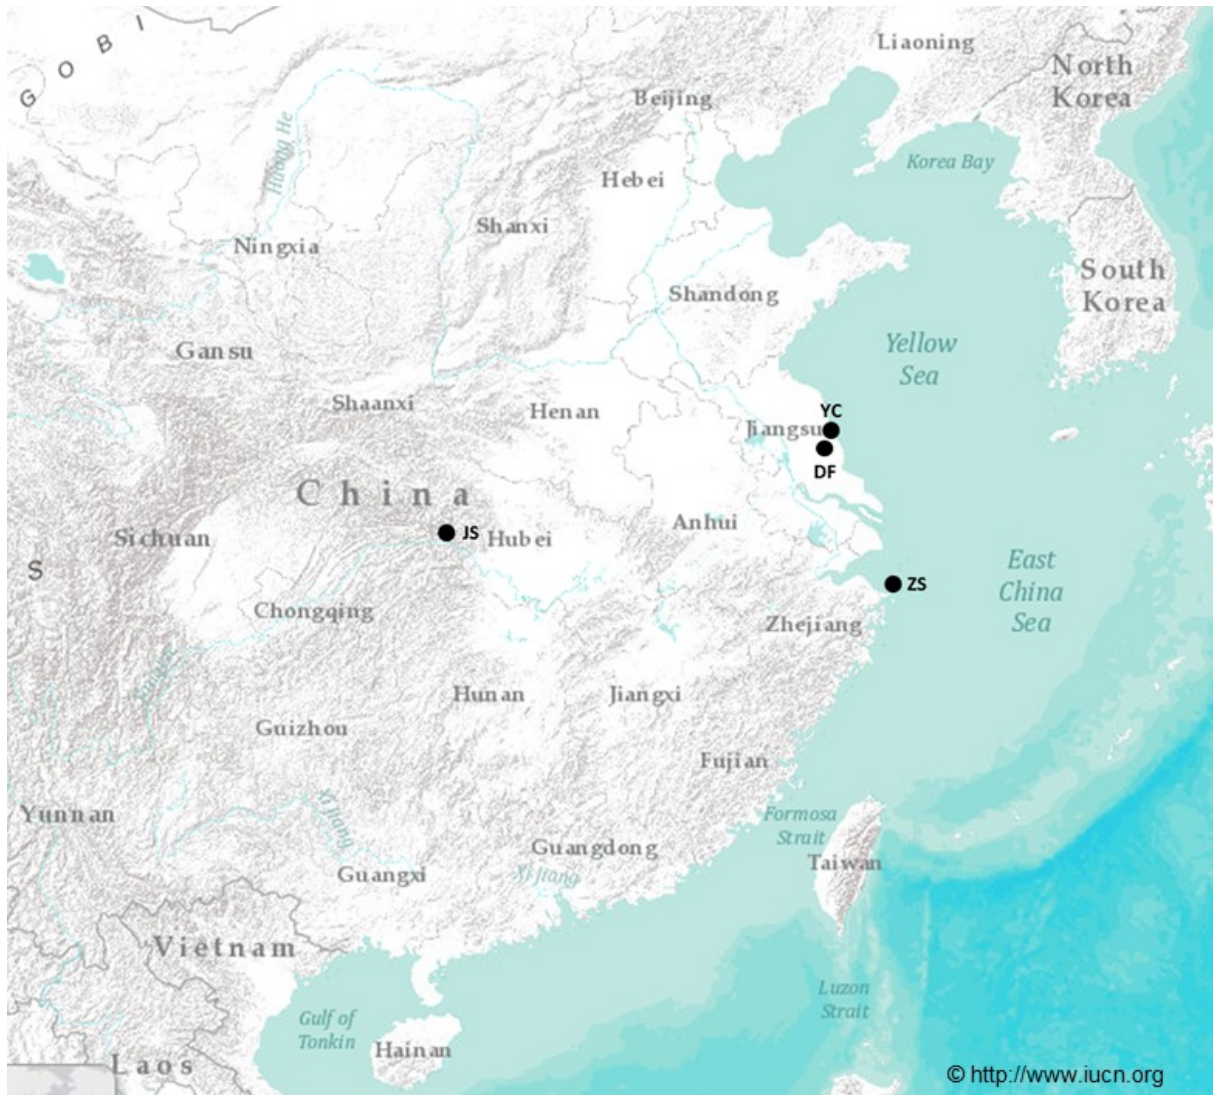 G O B I
Liaoning
North
Korea
Beijing
Huang He
Korea Bay
Hebei
Shanxi
Ningxia
South
Korea
Shandong
Gansu
Yellow
Sea
Shaanxi
Henan
YC
Jiangsu
DF
China
Anhui
JS
Hubei
Sichuan
S
East
China
Sea
ZS
Chongqing
Zhejiang
Yangtze
Hunan
Jiangxi
Guizhou
Fujian
Yunnan
Xi Jiang
Formosa
Strait
Guangdong
Taiwan
Guangxi
Xi Jiang
Vietnam
Luzon
Strait
Gulf of
Tonkin
Hainan
Laos
© http://www.iucn.org